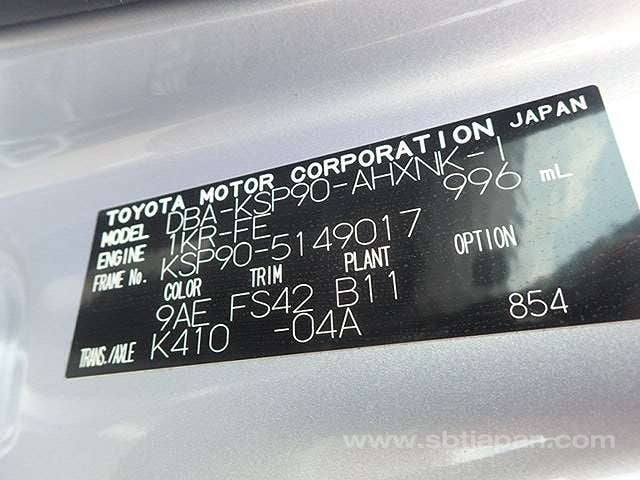 TOYOTA MOTOR CORPORATION JAPAN
MODEL DBA-KSP90-AHXNK-1
ENGINE 1KR-FE 996 mL
FRAME No. KSP90-5149017
COLOR TRIM PLANT OPTION
9AE FS42 B11
TRANS./AXLE K410 -04A 854
www.sbtjapan.com